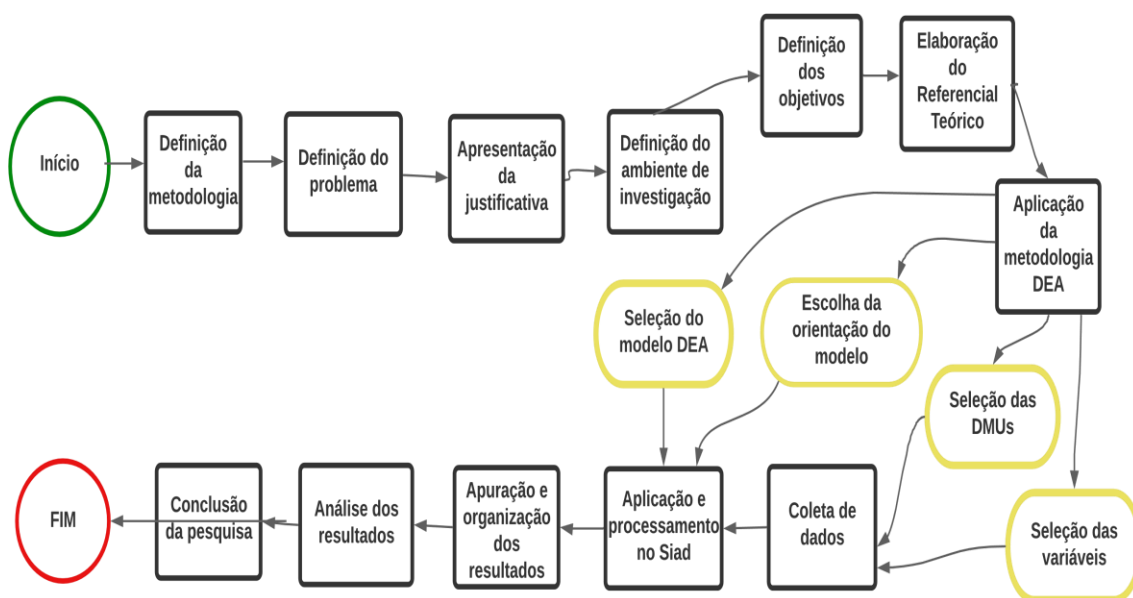 Início
Definição
da
metodologia
Definição do
problema
Apresentação
da
justificativa
Definição do
ambiente de
investigação
Definição
dos
objetivos
Elaboração
do
Referencial
Teórico
Aplicação
da
metodologia
DEA
Seleção do
modelo DEA
Escolha da
orientação do
modelo
Seleção das
DMUs
Seleção das
variáveis
Coleta de
dados
Aplicação e
processamento
no Siad
Apuração e
organização
dos
resultados
Análise dos
resultados
Conclusão
da pesquisa
FIM